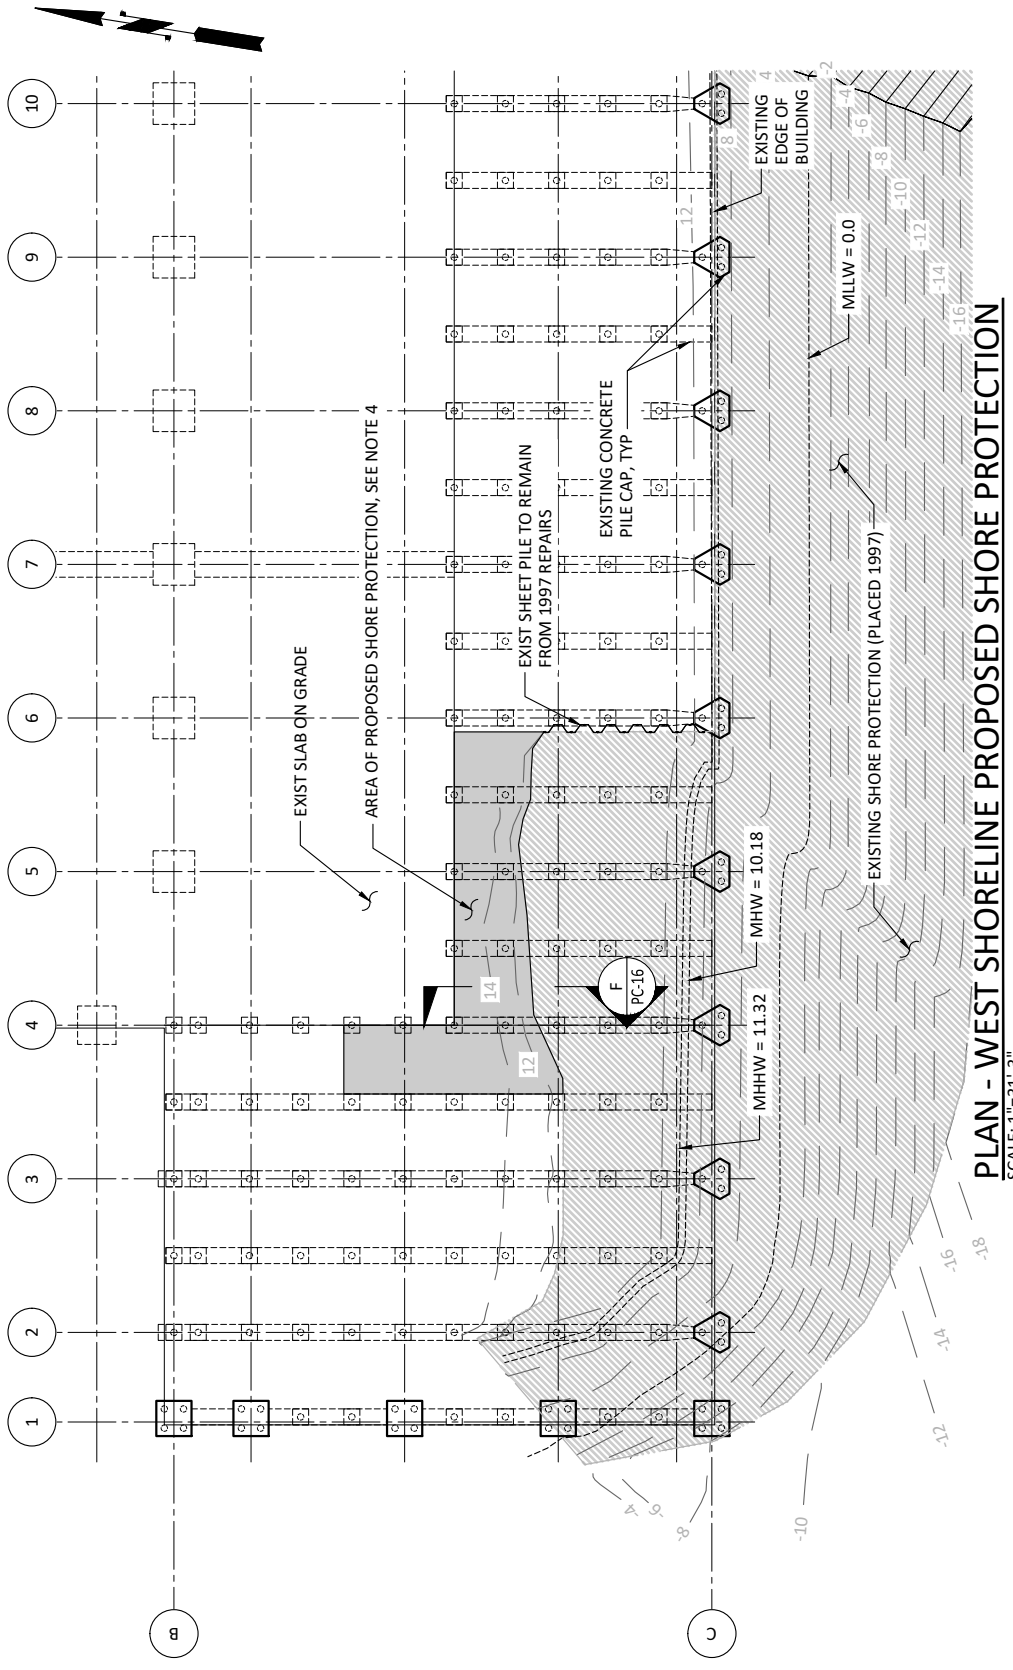 1
2
3
4
5
6
7
8
9
10
B
C
EXIST SLAB ON GRADE
AREA OF PROPOSED SHORE PROTECTION, SEE NOTE 4
EXIST SHEET PILE TO REMAIN
FROM 1997 REPAIRS
EXISTING CONCRETE
PILE CAP, TYP
EXISTING
EDGE OF
BUILDING
14
12
12
F
PC-16
MHW = 10.18
MHHW = 11.32
MLLW = 0.0
EXISTING SHORE PROTECTION (PLACED 1997)
8
4
-2
-4
-6
-8
-10
-12
-14
-16
-4
-6
-8
-10
-12
-14
-16
-18
PLAN - WEST SHORELINE PROPOSED SHORE PROTECTION